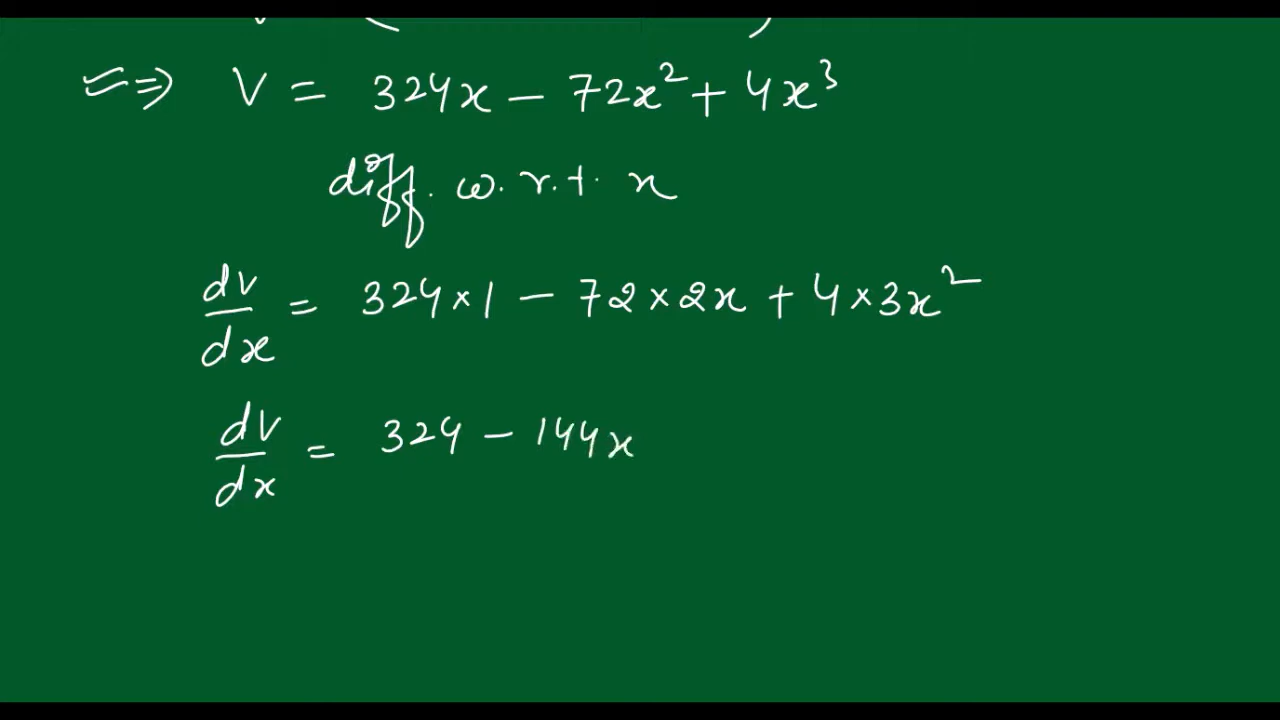 ⇒ V = 324x - 72x² + 4x³
diff. w.r.t. x
dv/dx = 324×1 - 72×2x + 4×3x²
dV/dx = 324 - 144x